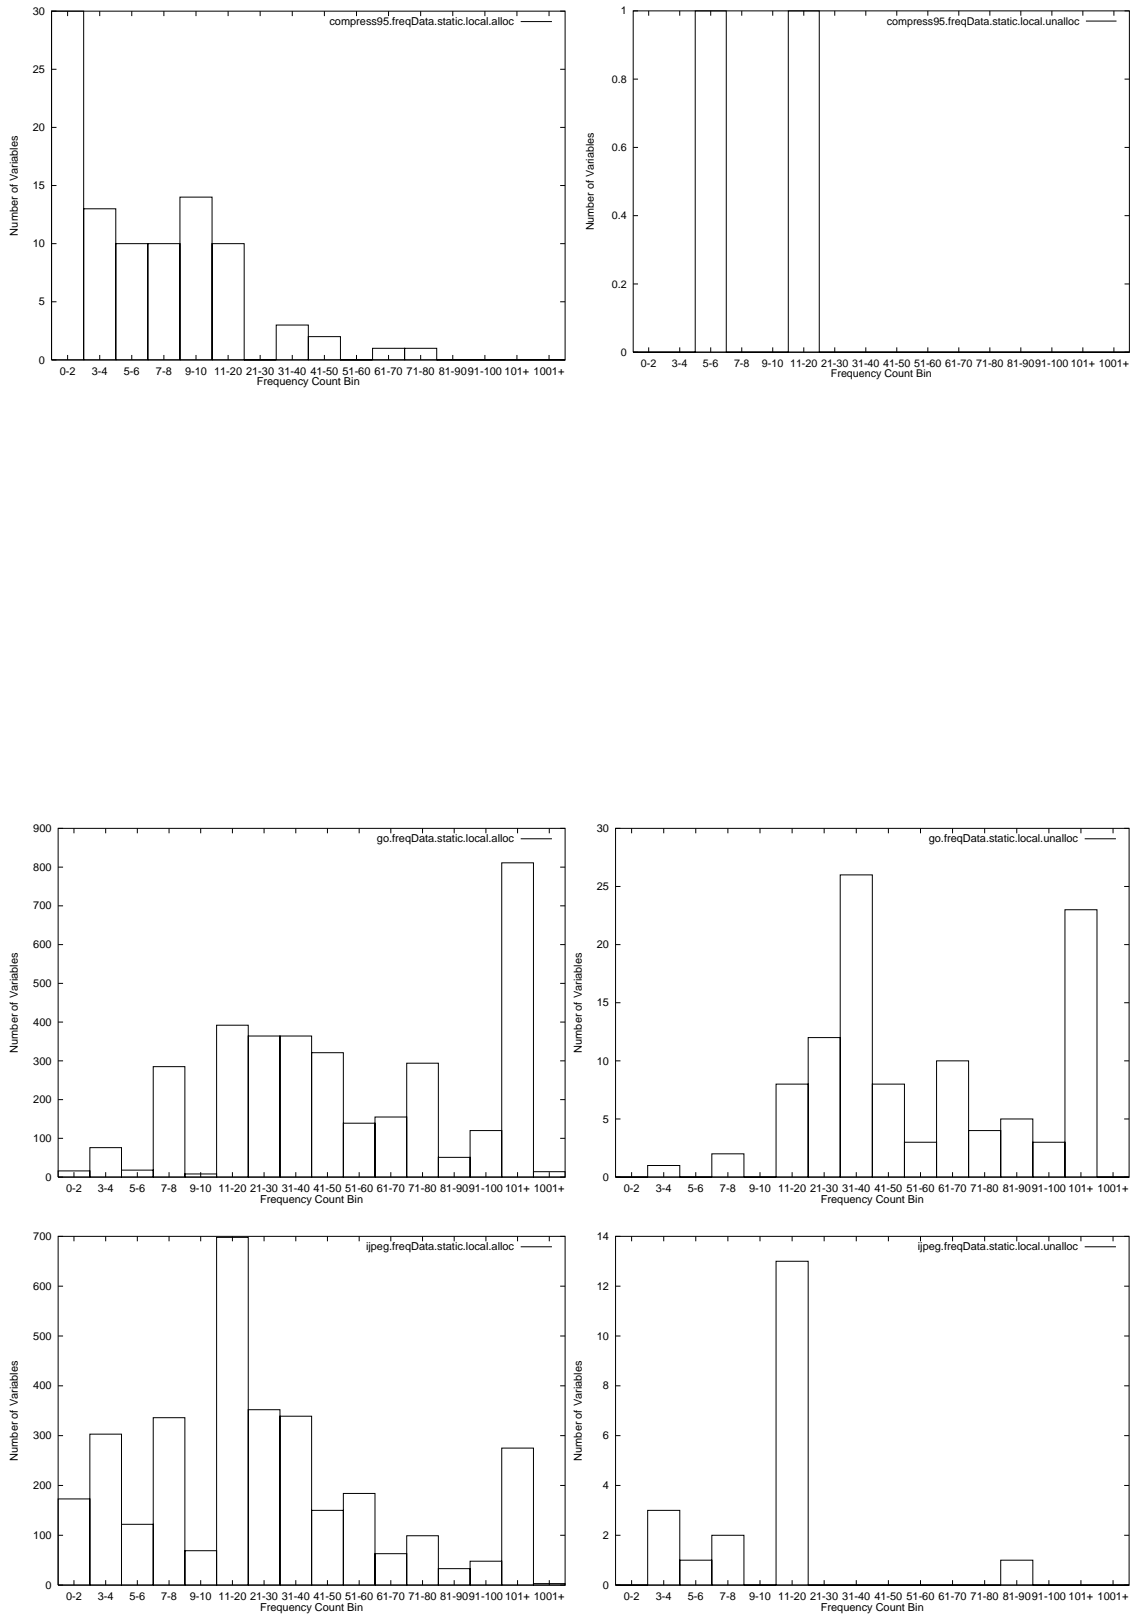 compress95.freqData.static.local.alloc
30
25
20
15
10
5
0
Number of Variables
0-2 3-4 5-6 7-8 9-10 11-20 21-30 31-40 41-50 51-60 61-70 71-80 81-90 91-100 101+ 1001+
Frequency Count Bin
compress95.freqData.static.local.unalloc
1
0.8
0.6
0.4
0.2
0
Number of Variables
0-2 3-4 5-6 7-8 9-10 11-20 21-30 31-40 41-50 51-60 61-70 71-80 81-90 91-100 101+ 1001+
Frequency Count Bin
go.freqData.static.local.alloc
900
800
700
600
500
400
300
200
100
0
Number of Variables
0-2 3-4 5-6 7-8 9-10 11-20 21-30 31-40 41-50 51-60 61-70 71-80 81-90 91-100 101+ 1001+
Frequency Count Bin
go.freqData.static.local.unalloc
30
25
20
15
10
5
0
Number of Variables
0-2 3-4 5-6 7-8 9-10 11-20 21-30 31-40 41-50 51-60 61-70 71-80 81-90 91-100 101+ 1001+
Frequency Count Bin
ijpeg.freqData.static.local.alloc
700
600
500
400
300
200
100
0
Number of Variables
0-2 3-4 5-6 7-8 9-10 11-20 21-30 31-40 41-50 51-60 61-70 71-80 81-90 91-100 101+ 1001+
Frequency Count Bin
ijpeg.freqData.static.local.unalloc
14
12
10
8
6
4
2
0
Number of Variables
0-2 3-4 5-6 7-8 9-10 11-20 21-30 31-40 41-50 51-60 61-70 71-80 81-90 91-100 101+ 1001+
Frequency Count Bin